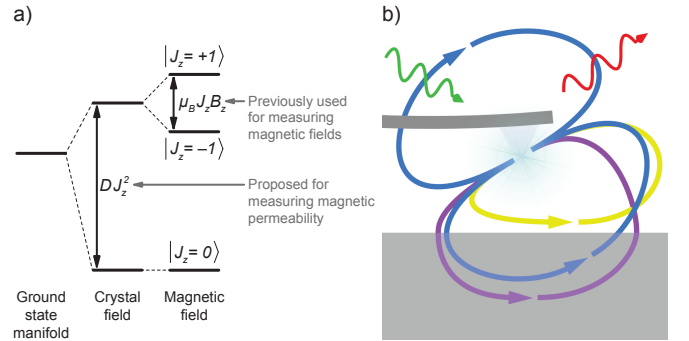 a)
b)
|J_z = +1⟩
μ_B J_z B_z
Previously used
for measuring
magnetic fields
|J_z = −1⟩
DJ_z^2
Proposed for
measuring magnetic
permeability
|J_z = 0⟩
Ground
state
manifold
Crystal
field
Magnetic
field